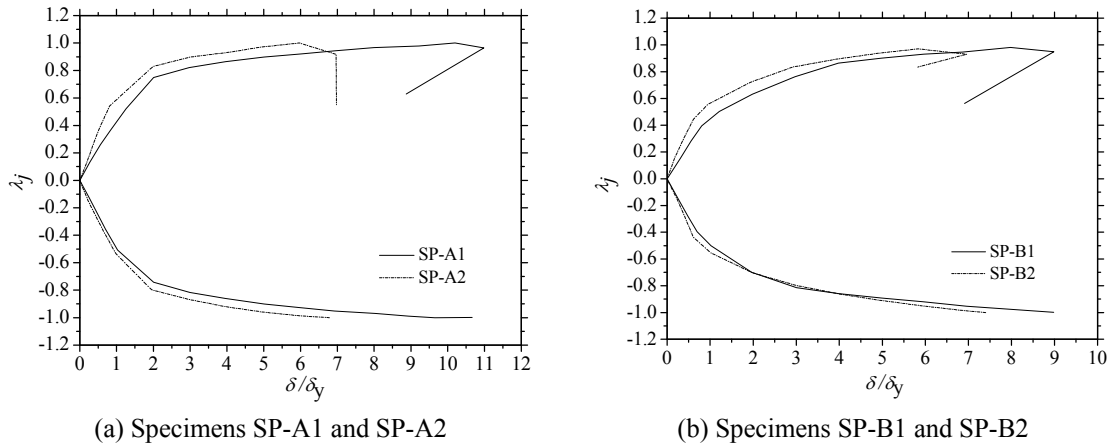 1.2
1.0
0.8
0.6
0.4
0.2
0.0
-0.2
-0.4
-0.6
-0.8
-1.0
-1.2
λj
SP-A1
SP-A2
0 1 2 3 4 5 6 7 8 9 10 11 12
δ/δy
(a) Specimens SP-A1 and SP-A2
1.2
1.0
0.8
0.6
0.4
0.2
0.0
-0.2
-0.4
-0.6
-0.8
-1.0
-1.2
λj
SP-B1
SP-B2
0 1 2 3 4 5 6 7 8 9 10
δ/δy
(b) Specimens SP-B1 and SP-B2